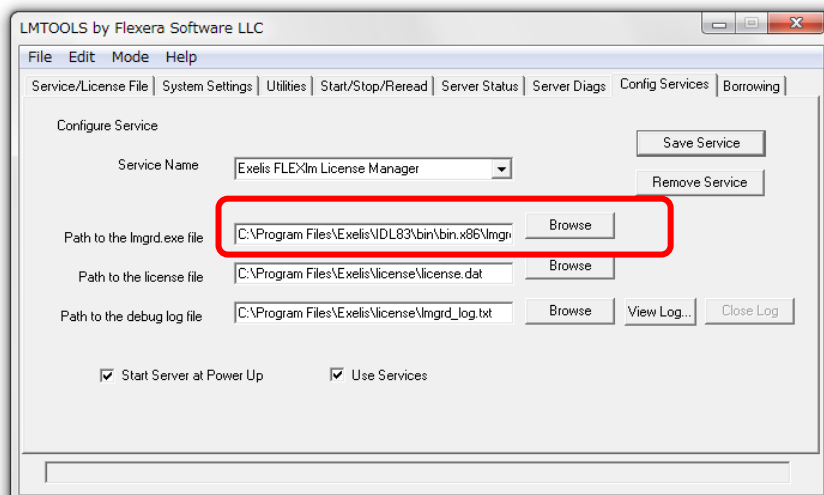 LMTOOLS by Flexera Software LLC
File Edit Mode Help
Service/License File System Settings Utilities Start/Stop/Reread Server Status Server Diags Config Services Borrowing
Configure Service
Save Service
Service Name Exelis FLEXlm License Manager
Remove Service
Path to the lmgrd.exe file C:\Program Files\Exelis\IDL83\bin\bin.x86\lmgr Browse
Path to the license file C:\Program Files\Exelis\license\license.dat Browse
Path to the debug log file C:\Program Files\Exelis\license\lmgrd_log.txt Browse View Log... Close Log
Start Server at Power Up Use Services